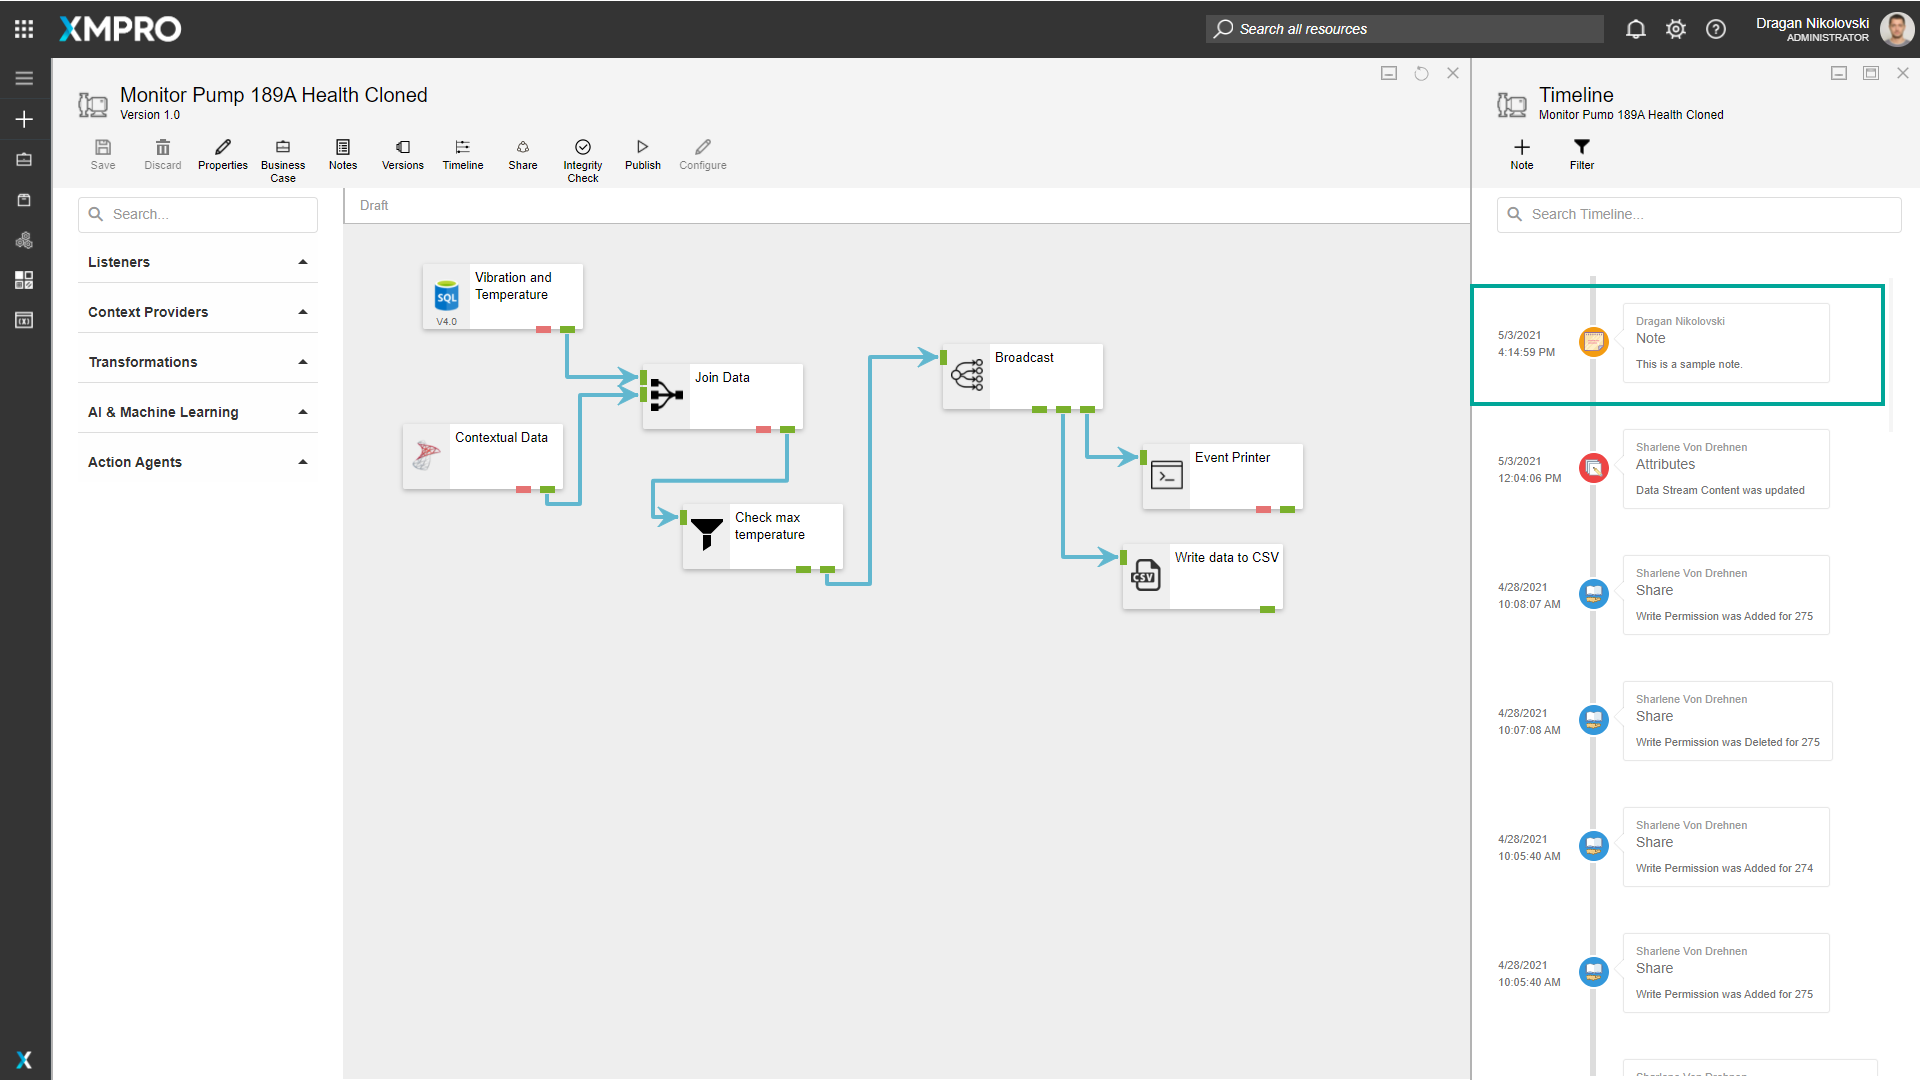 XMPRO
Search all resources
Dragan Nikolovski
ADMINISTRATOR
Monitor Pump 189A Health Cloned
Version 1.0
Save
Discard
Properties
Business
Case
Notes
Versions
Timeline
Share
Integrity
Check
Publish
Configure
Search...
Listeners
Context Providers
Transformations
AI & Machine Learning
Action Agents
Draft
Vibration and
Temperature
SQL
V4.0
Join Data
Contextual Data
Check max
temperature
Broadcast
Event Printer
Write data to CSV
CSV
Timeline
Monitor Pump 189A Health Cloned
Note
Filter
Search Timeline...
5/3/2021
4:14:59 PM
Dragan Nikolovski
Note
This is a sample note.
5/3/2021
12:04:06 PM
Sharlene Von Drehnen
Attributes
Data Stream Content was updated
4/28/2021
10:08:07 AM
Sharlene Von Drehnen
Share
Write Permission was Added for 275
4/28/2021
10:07:08 AM
Sharlene Von Drehnen
Share
Write Permission was Deleted for 275
4/28/2021
10:05:40 AM
Sharlene Von Drehnen
Share
Write Permission was Added for 274
4/28/2021
10:05:40 AM
Sharlene Von Drehnen
Share
Write Permission was Added for 275
Sharlene Von Drehnen